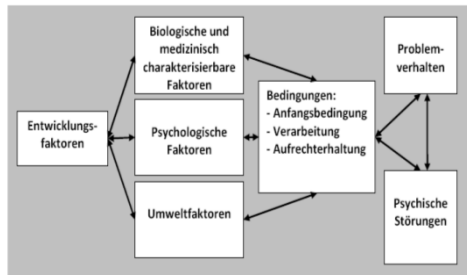 Biologische und
medizinisch
charakterisierbare
Faktoren
Problem-
verhalten
Bedingungen:
- Anfangsbedingung
- Verarbeitung
- Aufrechterhaltung
Entwicklungs-
faktoren
Psychologische
Faktoren
Umweltfaktoren
Psychische
Störungen